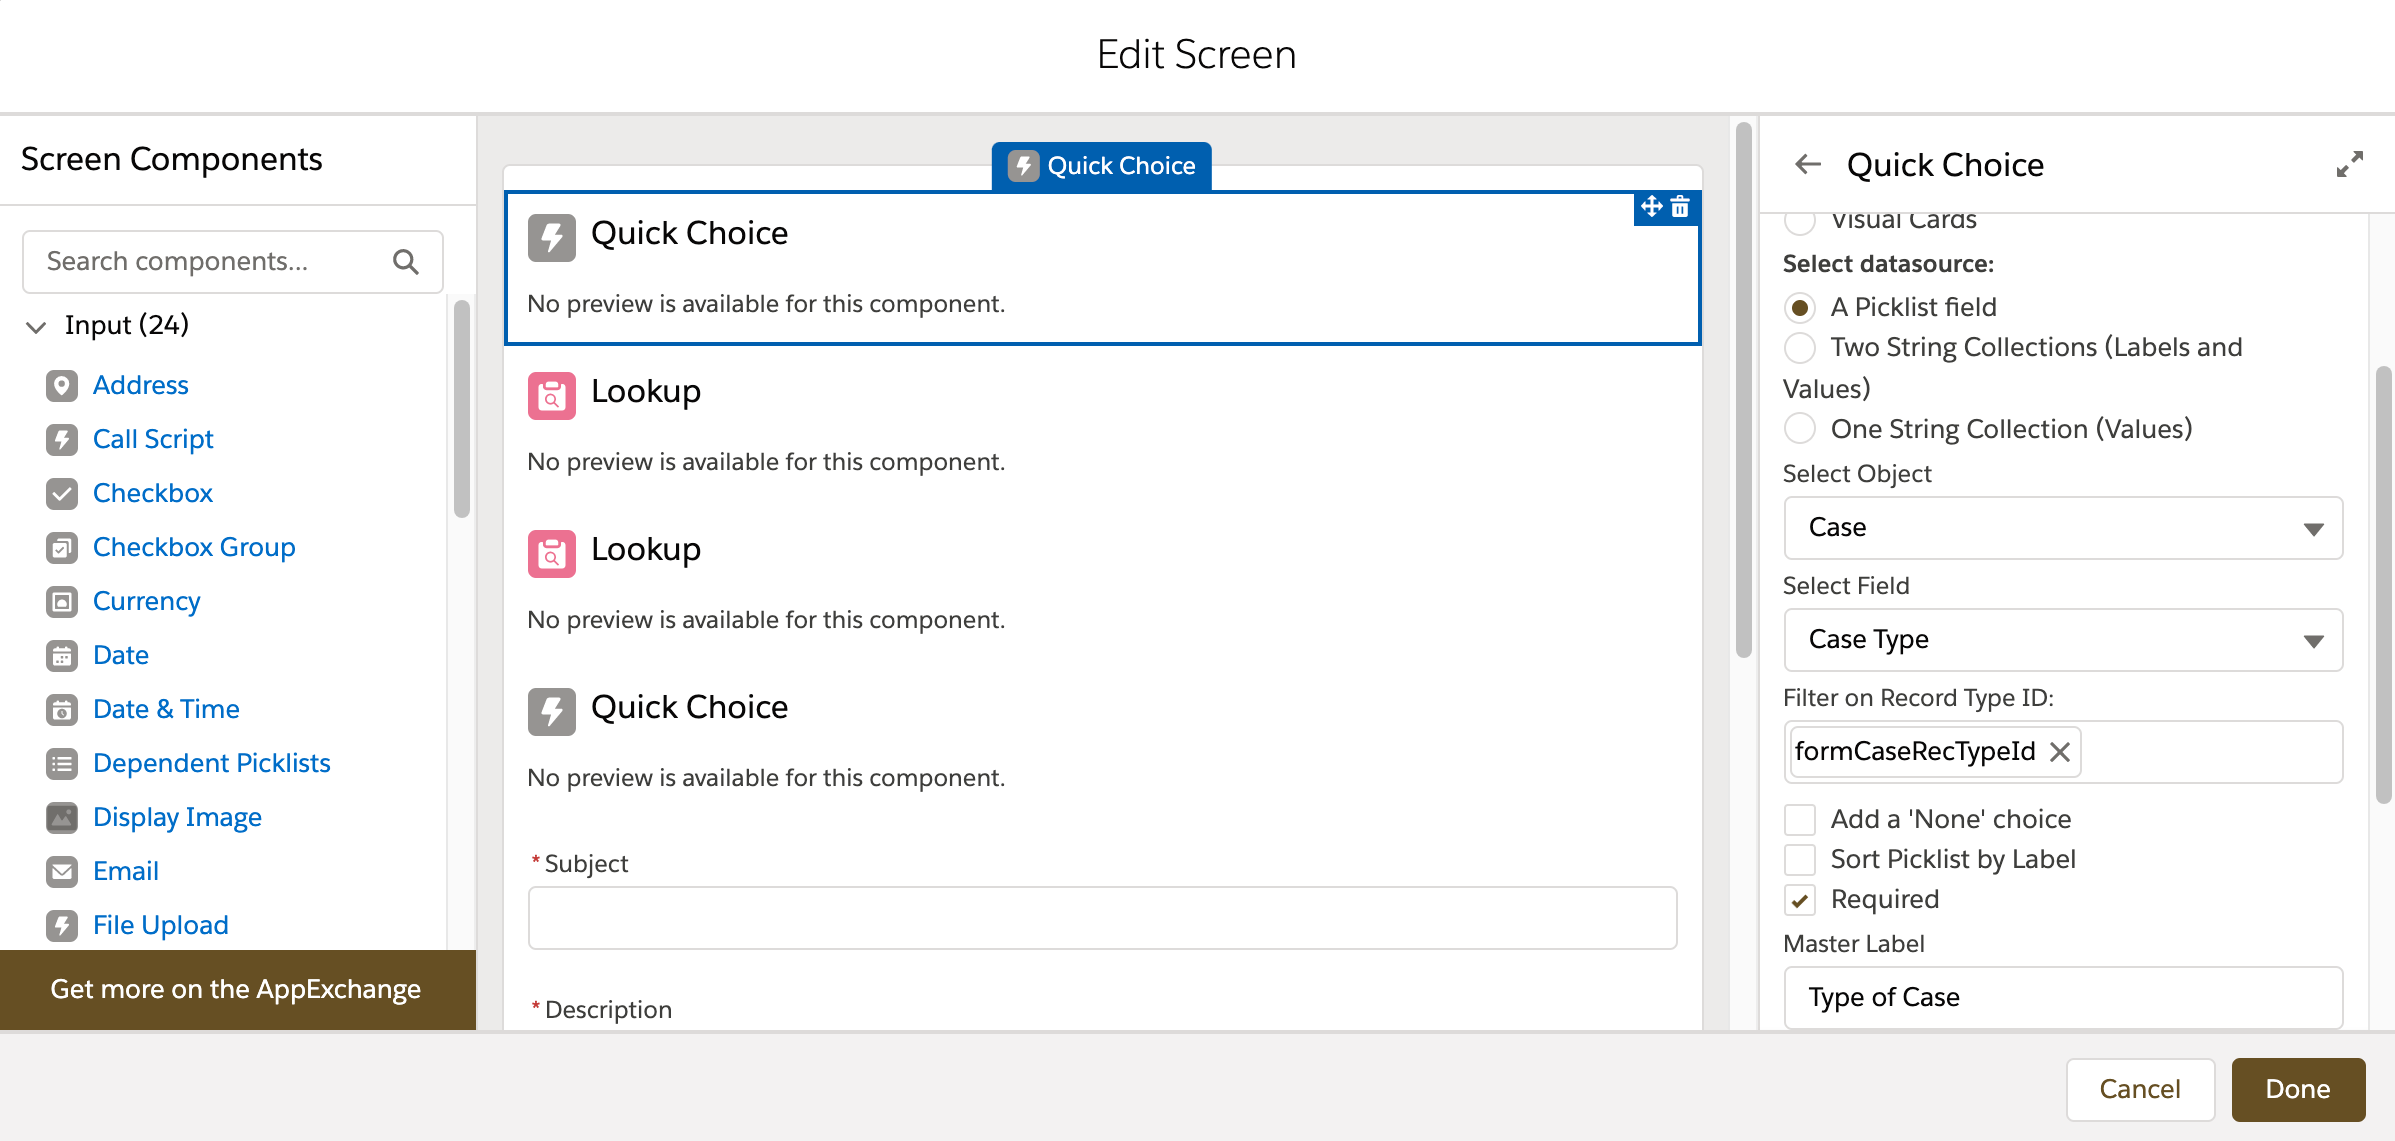 Edit Screen
Screen Components
Search components...
Input (24)
Address
Call Script
Checkbox
Checkbox Group
Currency
Date
Date & Time
Dependent Picklists
Display Image
Email
File Upload
Get more on the AppExchange
Quick Choice
Quick Choice
No preview is available for this component.
Lookup
No preview is available for this component.
Lookup
No preview is available for this component.
Quick Choice
No preview is available for this component.
* Subject
* Description
Quick Choice
Visual Cards
Select datasource:
A Picklist field
Two String Collections (Labels and
Values)
One String Collection (Values)
Select Object
Case
Select Field
Case Type
Filter on Record Type ID:
formCaseRecTypeId
Add a 'None' choice
Sort Picklist by Label
Required
Master Label
Type of Case
Cancel
Done